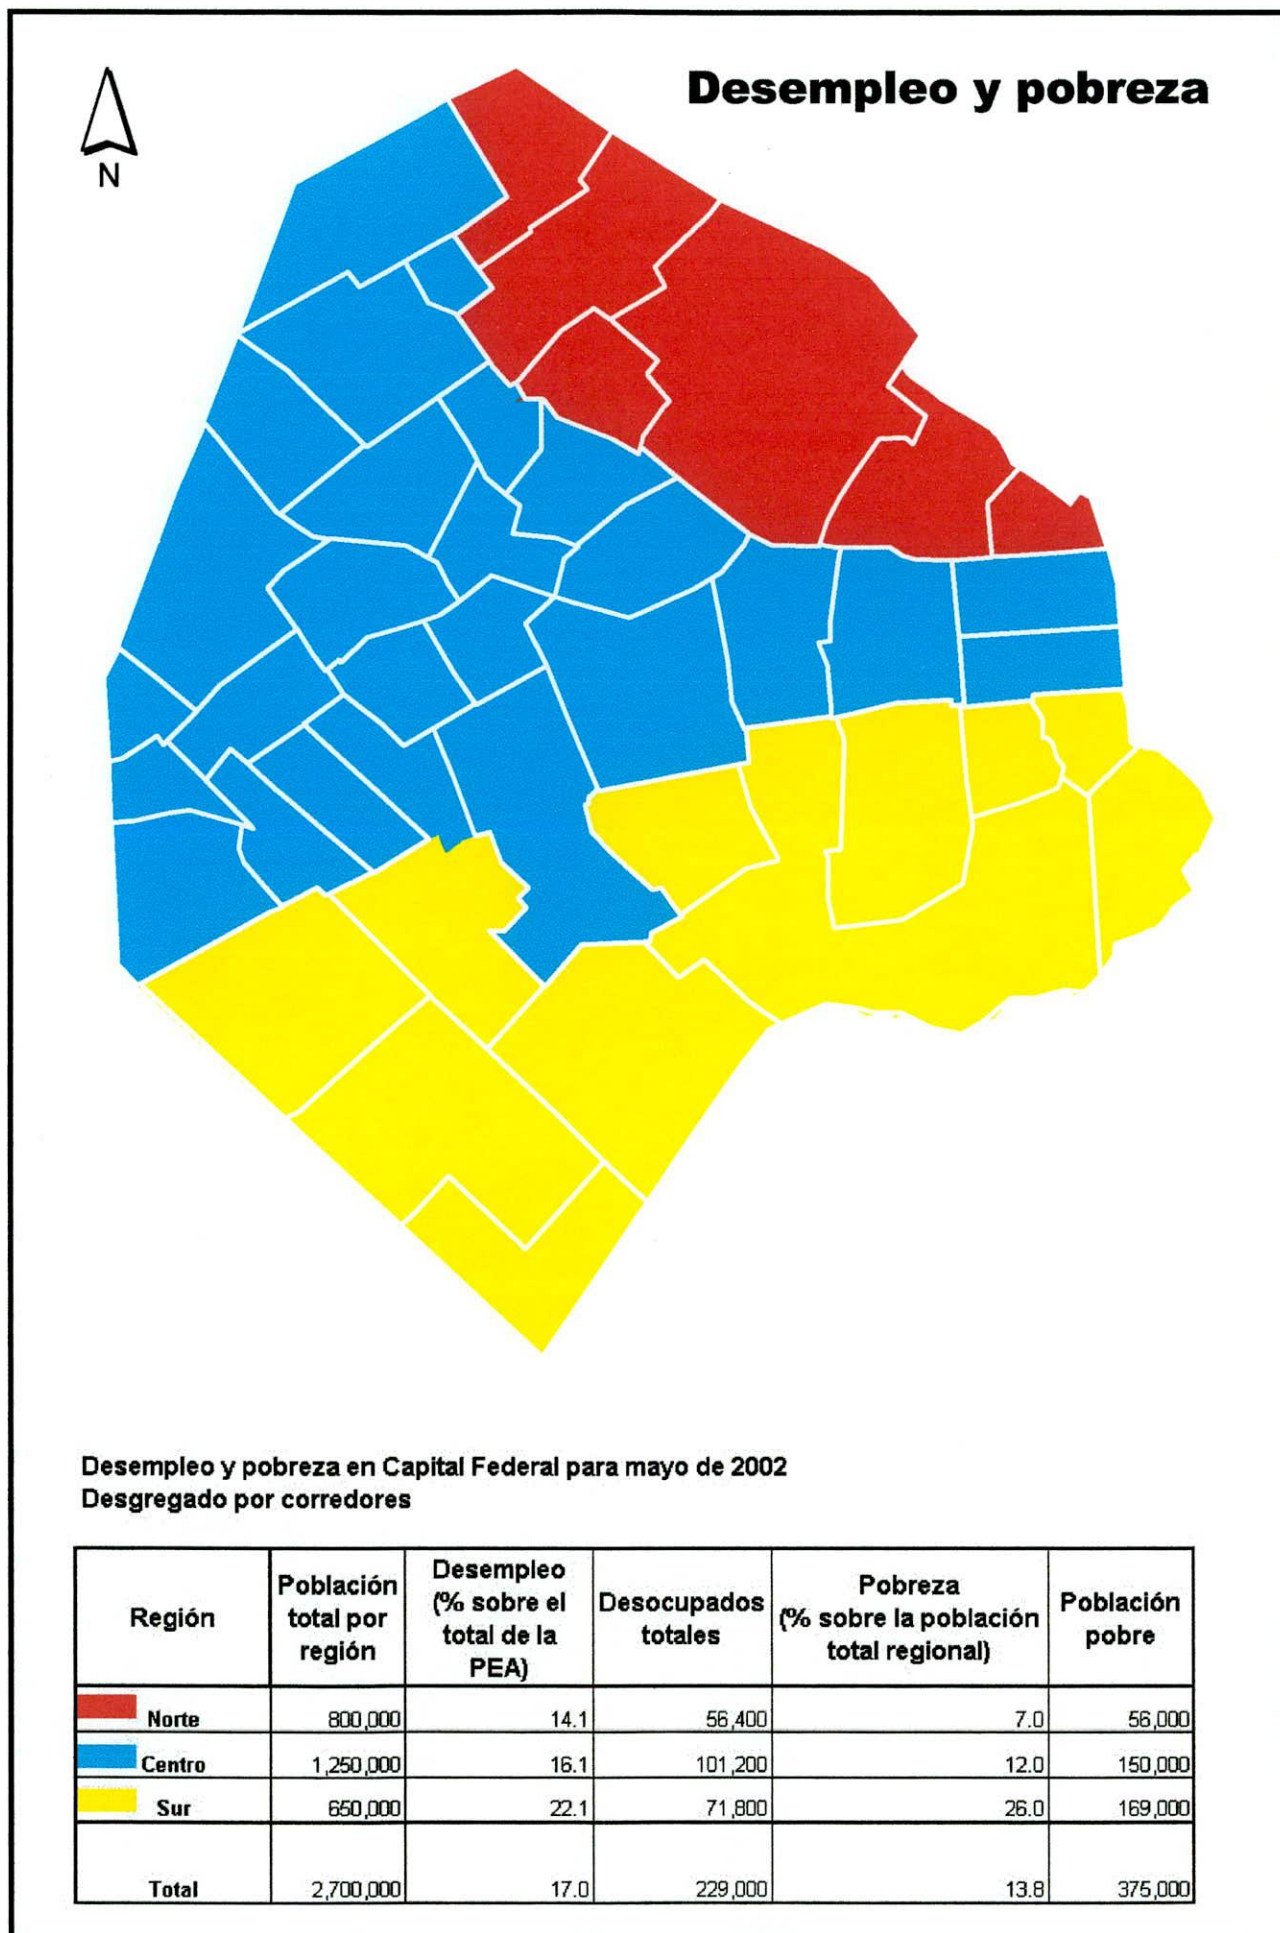 Desempleo y pobreza
N
Desempleo y pobreza en Capital Federal para mayo de 2002
Desgregado por corredores
Región
Población total por región
Desempleo (% sobre el total de la PEA)
Desocupados totales
Pobreza (% sobre la población total regional)
Población pobre
Norte 800,000 14.1 56,400 7.0 56,000
Centro 1,250,000 16.1 101,200 12.0 150,000
Sur 650,000 22.1 71,800 26.0 169,000
Total 2,700,000 17.0 229,000 13.8 375,000